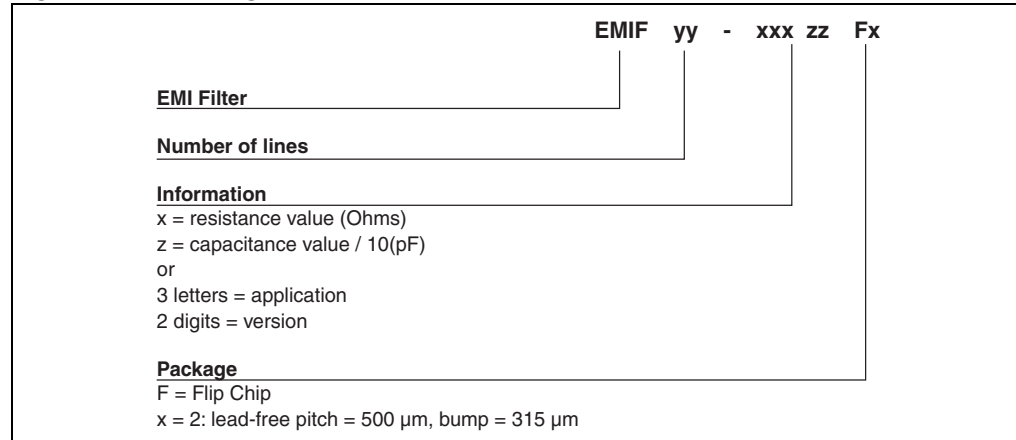 EMIF yy - xxx zz Fx
EMI Filter
Number of lines
Information
x = resistance value (Ohms)
z = capacitance value / 10(pF)
or
3 letters = application
2 digits = version
Package
F = Flip Chip
x = 2: lead-free pitch = 500 µm, bump = 315 µm